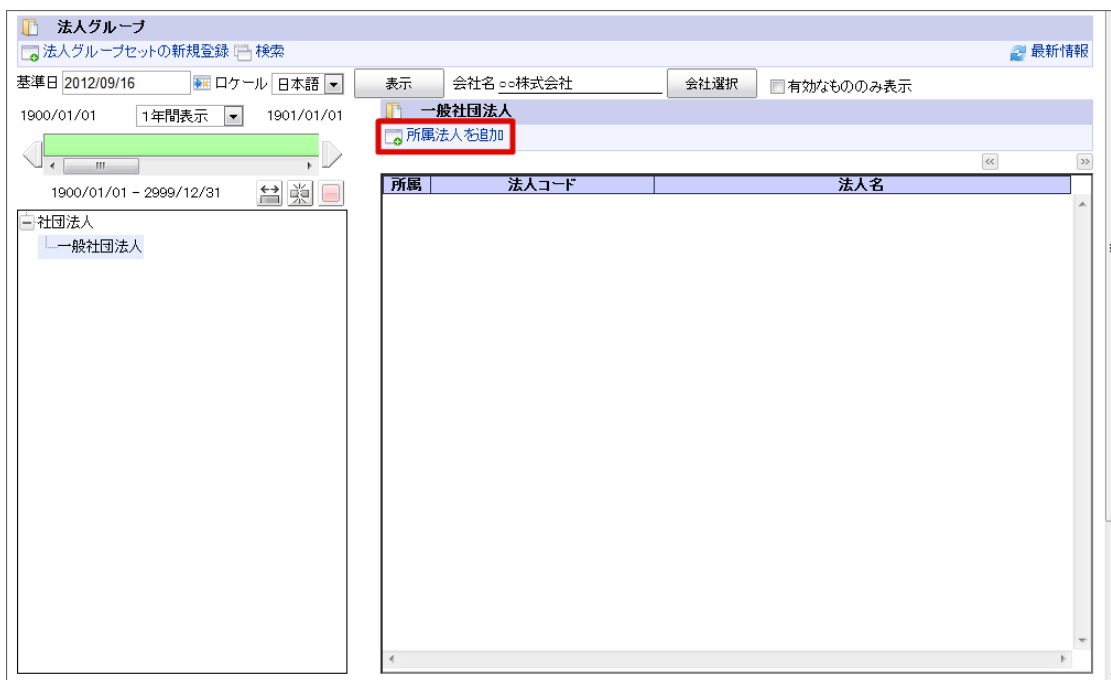 法人グループ
法人グループセットの新規登録 検索 最新情報
基準日 2012/09/16 ロケール 日本語 表示 会社名 ○○株式会社 会社選択 有効なもののみ表示
1900/01/01 1年間表示 1901/01/01
1900/01/01 - 2999/12/31
社団法人
一般社団法人
一般社団法人
所属法人を追加
<< >>
所属 法人コード 法人名